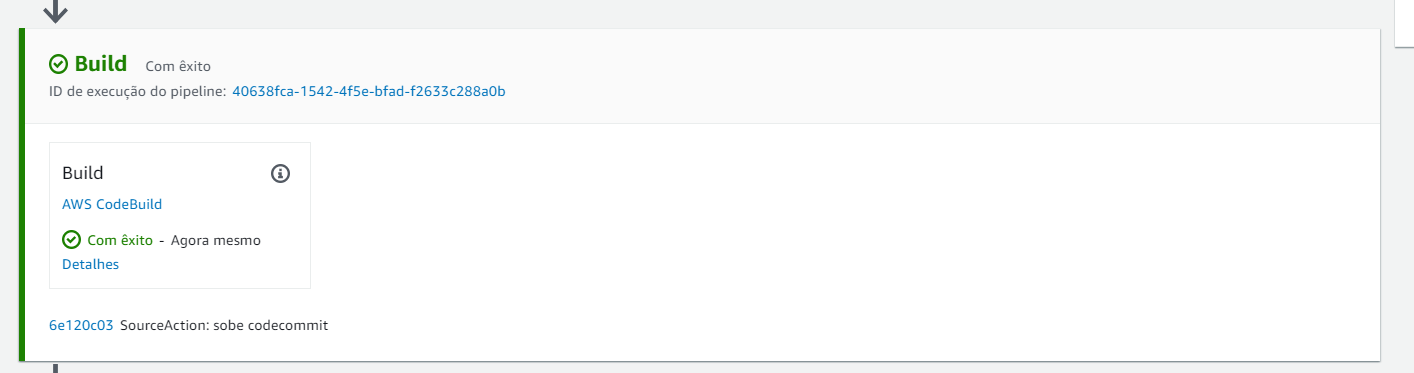 Build Com êxito
ID de execução do pipeline: 40638fca-1542-4f5e-bfad-f2633c288a0b
Build
AWS CodeBuild
Com êxito - Agora mesmo
Detalhes
6e120c03 SourceAction: sobe codecommit